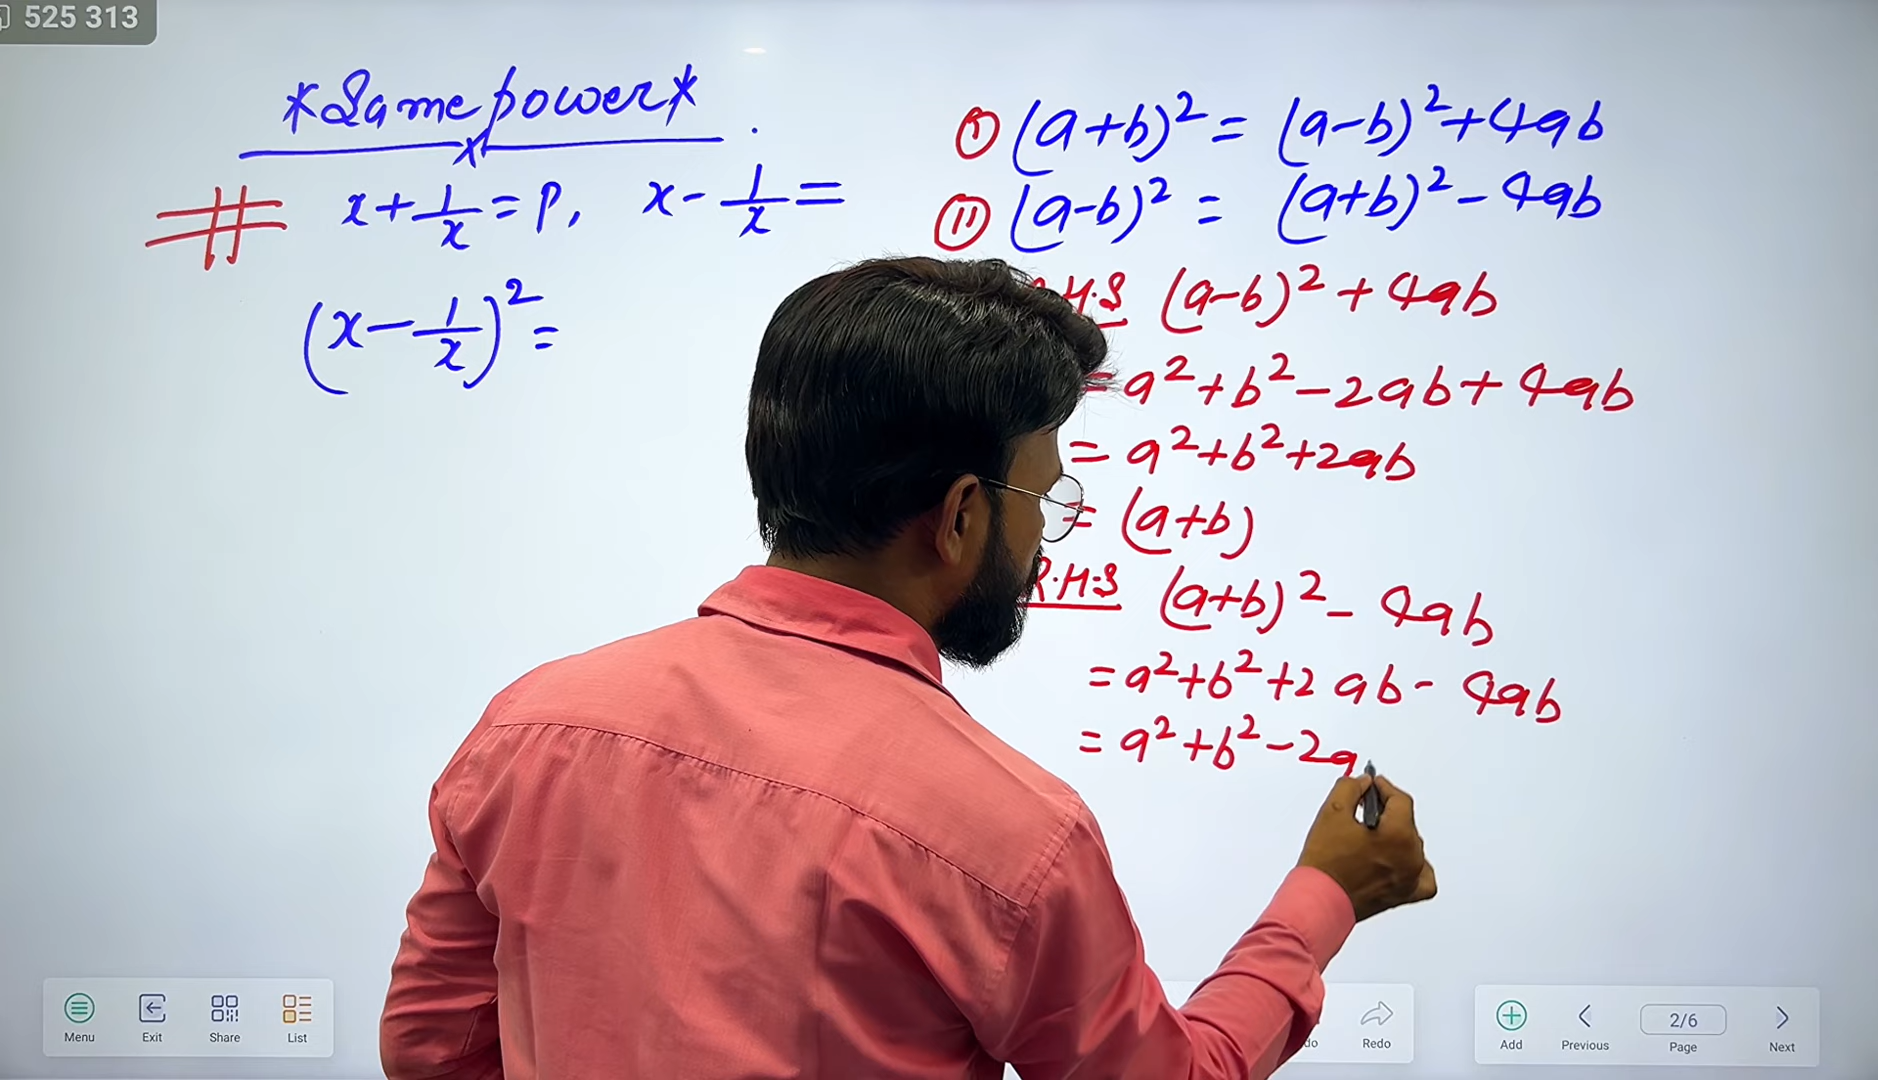 525 313
*Same power*
x + 1/x = P, x - 1/x =
(x - 1/x)² =
(i) (a+b)² = (a-b)² + 4ab
(ii) (a-b)² = (a+b)² - 4ab
H.S (a-b)² + 4ab
= a² + b² - 2ab + 4ab
= a² + b² + 2ab
= (a+b)
R.H.S (a+b)² - 4ab
= a² + b² + 2ab - 4ab
= a² + b² - 2a
Menu Exit Share List
do Redo
Add Previous 2/6 Page Next